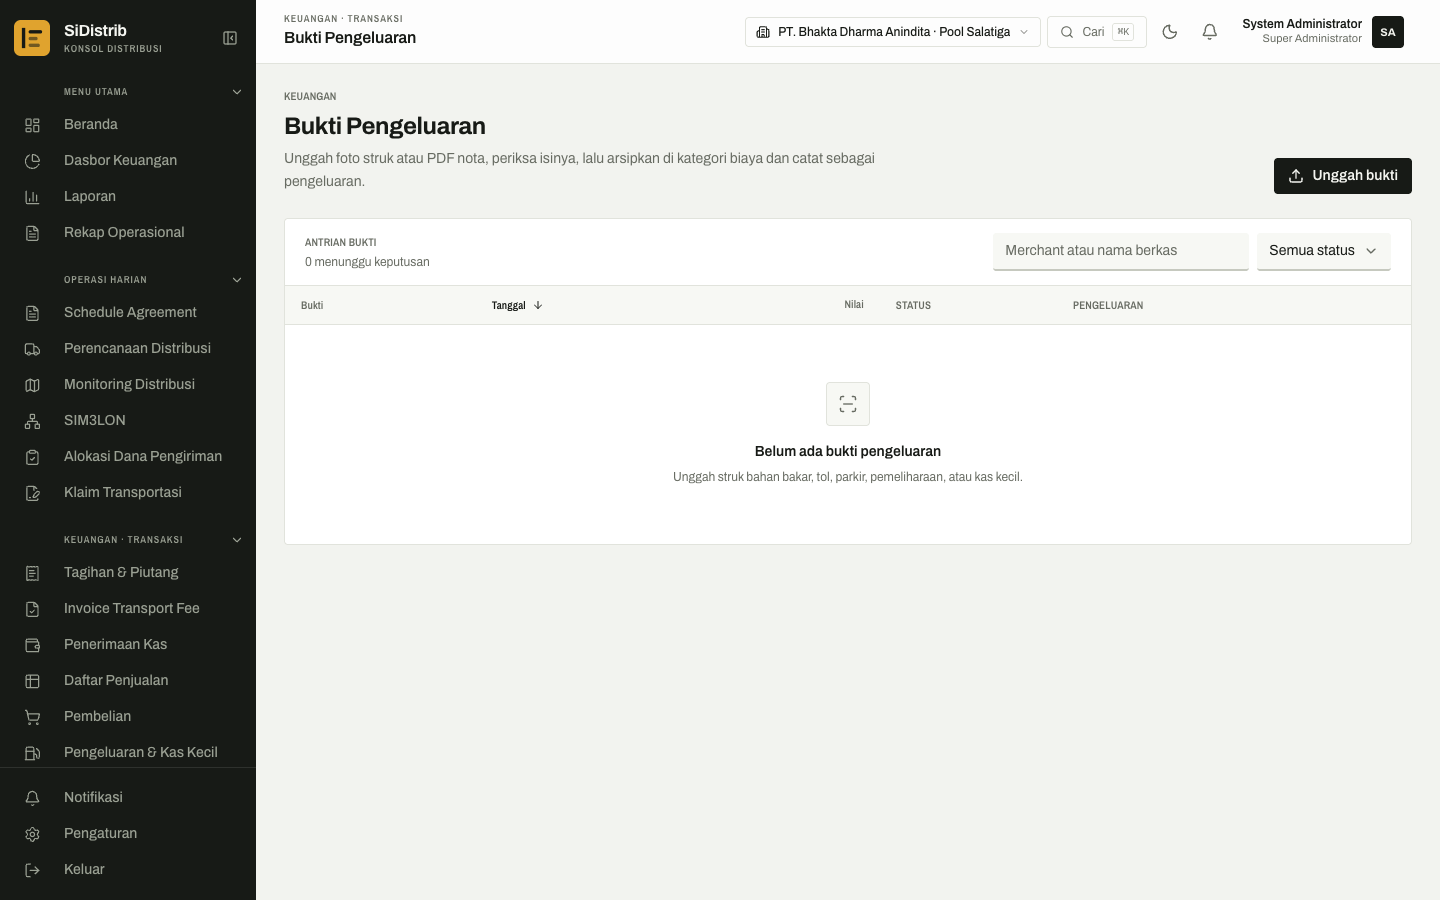 SiDistrib
KONSOL DISTRIBUSI
MENU UTAMA
Beranda
Dasbor Keuangan
Laporan
Rekap Operasional
OPERASI HARIAN
Schedule Agreement
Perencanaan Distribusi
Monitoring Distribusi
SIM3LON
Alokasi Dana Pengiriman
Klaim Transportasi
KEUANGAN · TRANSAKSI
Tagihan & Piutang
Invoice Transport Fee
Penerimaan Kas
Daftar Penjualan
Pembelian
Pengeluaran & Kas Kecil
Notifikasi
Pengaturan
Keluar
KEUANGAN · TRANSAKSI
Bukti Pengeluaran
PT. Bhakta Dharma Anindita · Pool Salatiga
Cari ⌘K
System Administrator
Super Administrator
SA
KEUANGAN
Bukti Pengeluaran
Unggah foto struk atau PDF nota, periksa isinya, lalu arsipkan di kategori biaya dan catat sebagai
pengeluaran.
Unggah bukti
ANTRIAN BUKTI
0 menunggu keputusan
Merchant atau nama berkas
Semua status
Bukti Tanggal Nilai STATUS PENGELUARAN
Belum ada bukti pengeluaran
Unggah struk bahan bakar, tol, parkir, pemeliharaan, atau kas kecil.